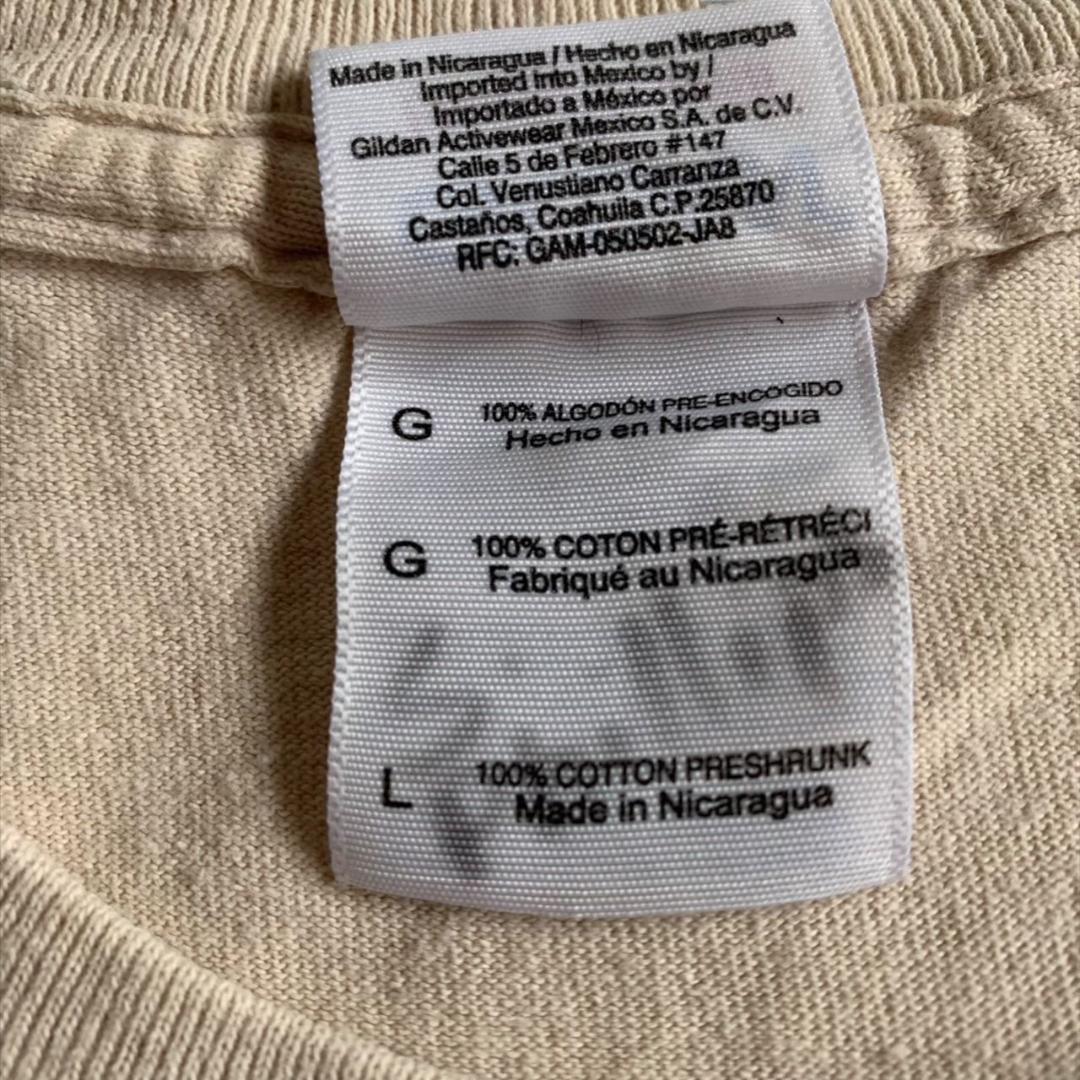 Made in Nicaragua / Hecho en Nicaragua
Imported into Mexico by /
Importado a México por
Gildan Activewear Mexico S.A. de C.V.
Calle 5 de Febrero #147
Col. Venustiano Carranza
Castaños, Coahuila C.P. 25870
RFC: GAM-050502-JA8
G 100% ALGODÓN PRE-ENCOGIDO
Hecho en Nicaragua
G 100% COTON PRÉ-RÉTRÉCI
Fabriqué au Nicaragua
L 100% COTTON PRESHRUNK
Made in Nicaragua